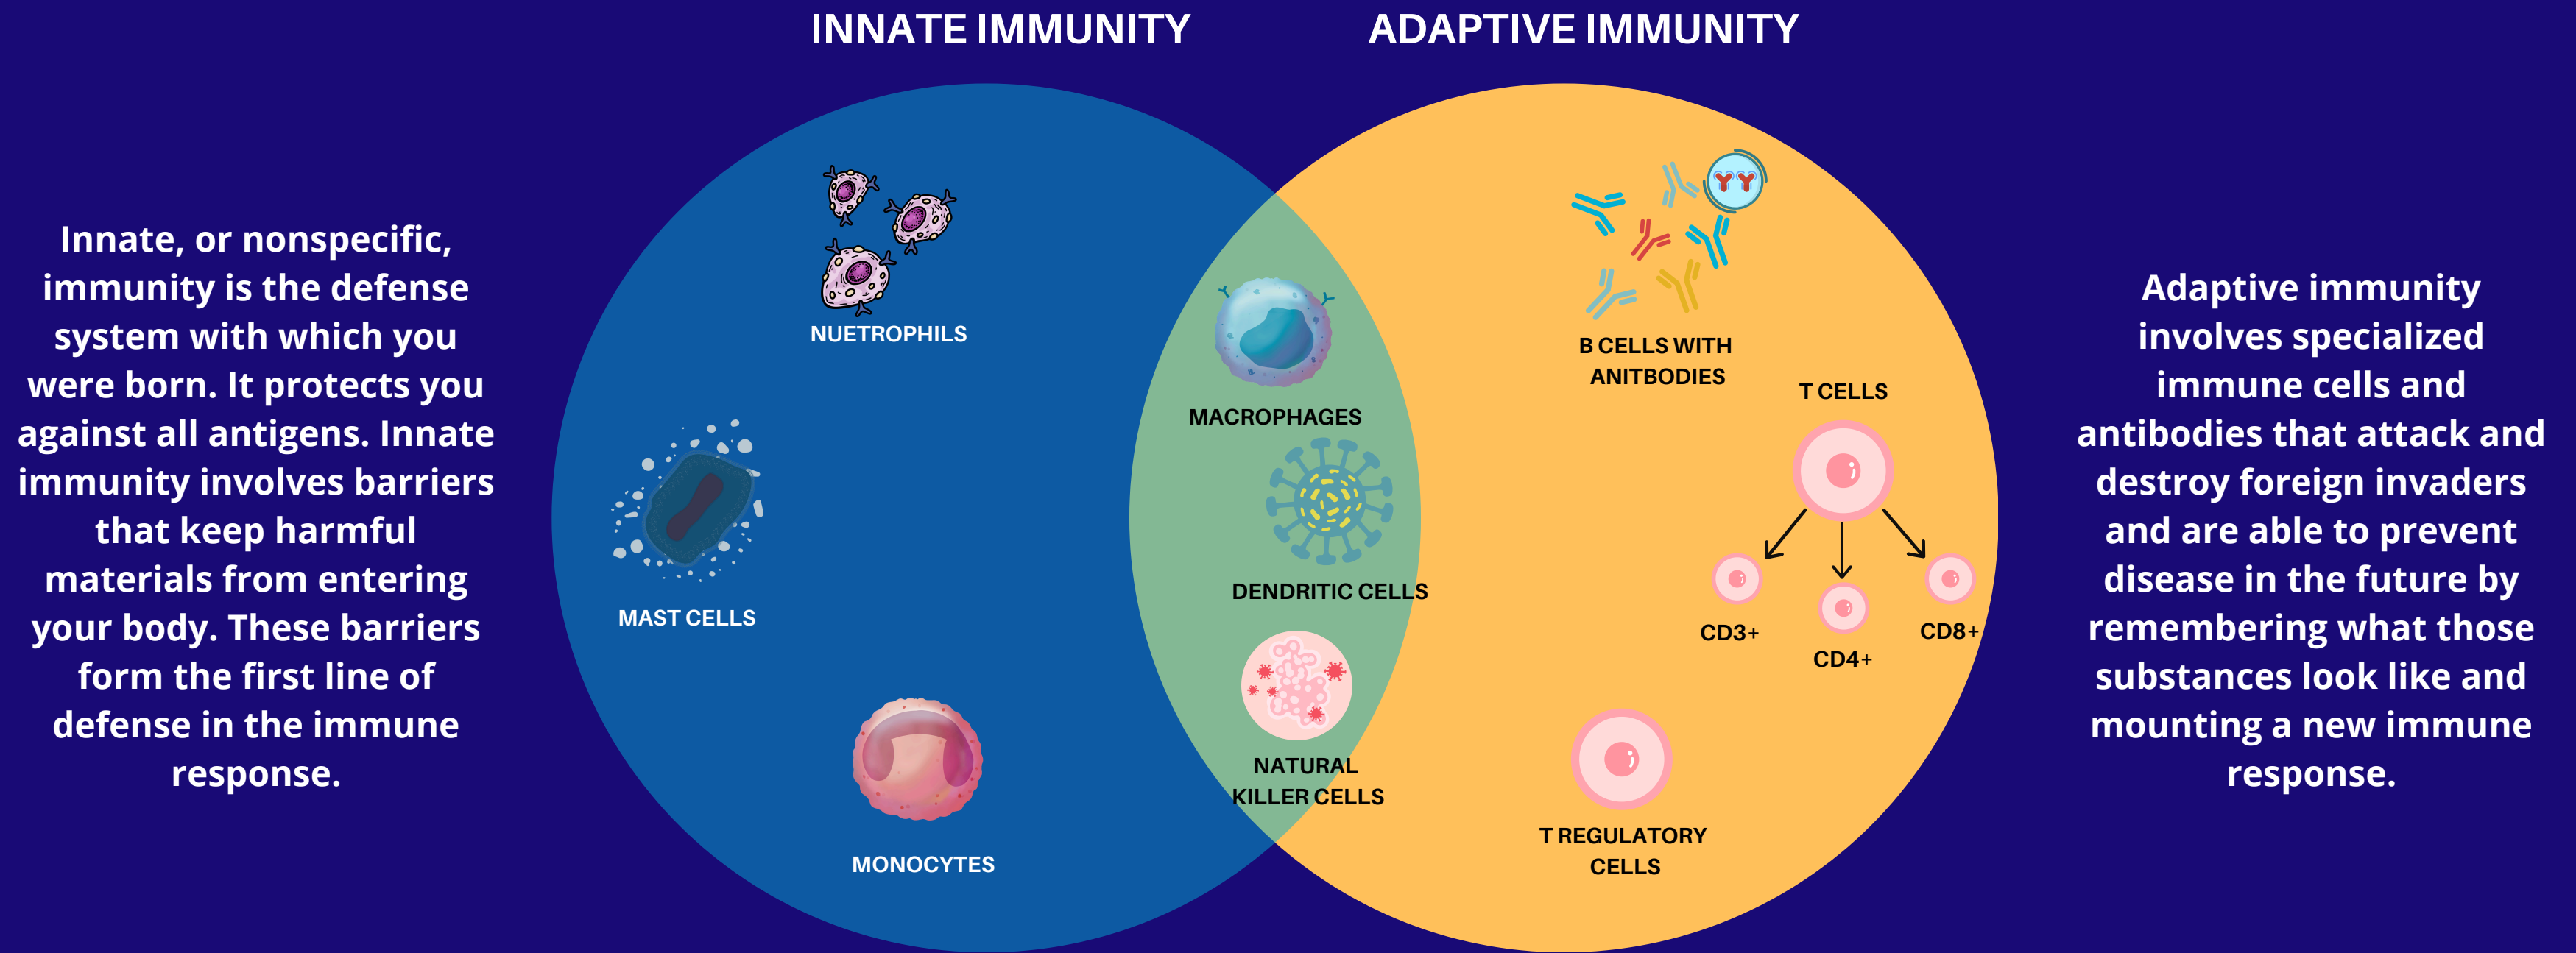 INNATE IMMUNITY
ADAPTIVE IMMUNITY
Innate, or nonspecific,
immunity is the defense
system with which you
were born. It protects you
against all antigens. Innate
immunity involves barriers
that keep harmful
materials from entering
your body. These barriers
form the first line of
defense in the immune
response.
NUETROPHILS
MAST CELLS
MONOCYTES
MACROPHAGES
DENDRITIC CELLS
NATURAL
KILLER CELLS
B CELLS WITH
ANITBODIES
T CELLS
CD3+
CD4+
CD8+
T REGULATORY
CELLS
Adaptive immunity
involves specialized
immune cells and
antibodies that attack and
destroy foreign invaders
and are able to prevent
disease in the future by
remembering what those
substances look like and
mounting a new immune
response.